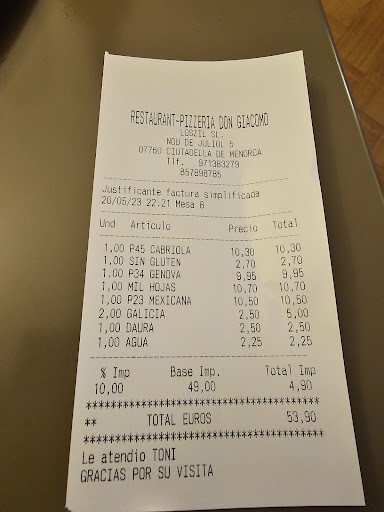 RESTAURANT-PIZZERIA DON GIACOMO
LOSZIL SL.
NOU DE JULIOL 5
07760 CIUTADELLA DE MENORCA
Tlf. 971383279
B57898785
Justificante factura simplificada
20/05/23 22:21 Mesa 8
Und Articulo Precio Total
1,00 P45 CABRIOLA 10,30 10,30
1,00 SIN GLUTEN 2,70 2,70
1,00 P34 GENOVA 9,95 9,95
1,00 MIL HOJAS 10,70 10,70
1,00 P23 MEXICANA 10,50 10,50
2,00 GALICIA 2,50 5,00
1,00 DAURA 2,50 2,50
1,00 AGUA 2,25 2,25
% Imp Base Imp. Total Imp
10,00 49,00 4,90
****************************************
** TOTAL EUROS 53,90
****************************************
Le atendio TONI
GRACIAS POR SU VISITA